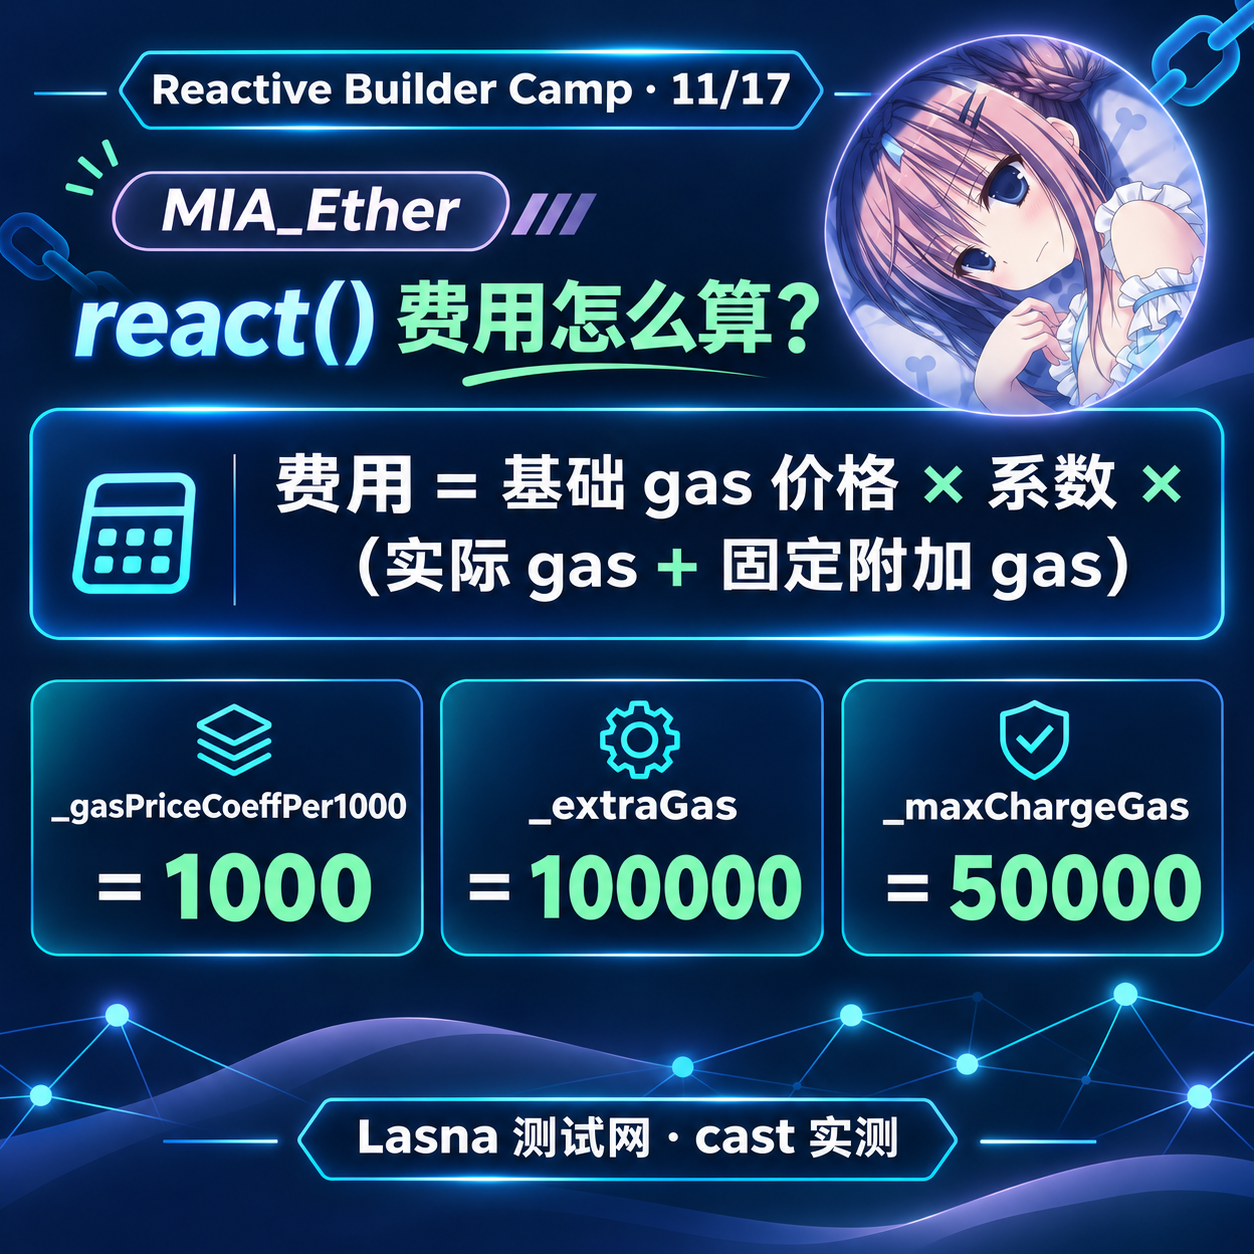 Reactive Builder Camp · 11/17
MIA_Ether
react() 费用怎么算？
费用 = 基础 gas 价格 × 系数 ×
（实际 gas + 固定附加 gas）
_gasPriceCoeffPer1000
= 1000
_extraGas
= 100000
_maxChargeGas
= 50000
Lasna 测试网 · cast 实测